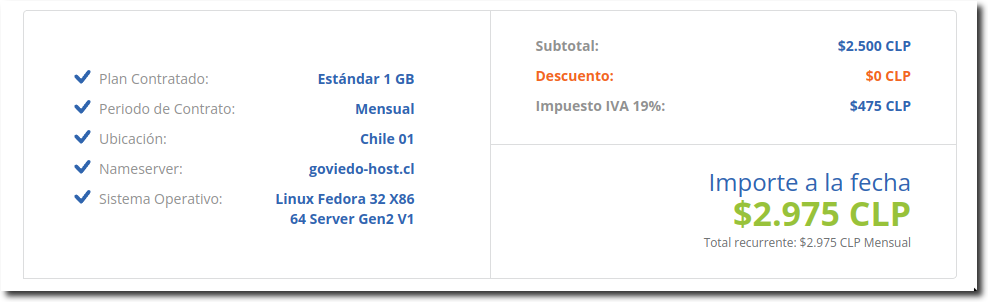 Plan Contratado: Estándar 1 GB
Periodo de Contrato: Mensual
Ubicación: Chile 01
Nameserver: goviedo-host.cl
Sistema Operativo: Linux Fedora 32 X86
64 Server Gen2 V1
Subtotal: $2.500 CLP
Descuento: $0 CLP
Impuesto IVA 19%: $475 CLP
Importe a la fecha
$2.975 CLP
Total recurrente: $2.975 CLP Mensual